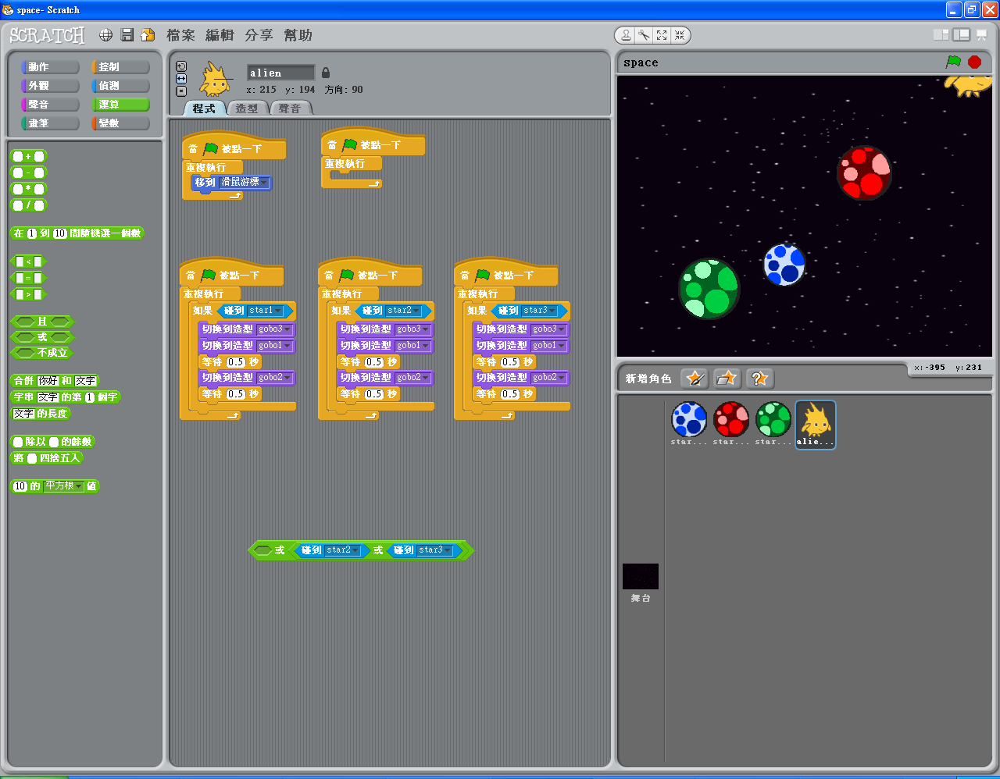 space- Scratch
SCRATCH 檔案 編輯 分享 幫助
動作 控制
外觀 偵測
聲音 運算
畫筆 變數
+
-
*
/
在 1 到 10 間隨機選一個數
<
=
>
且
或
不成立
合併 你好 和 文字
字串 文字 的第 1 個字
文字 的長度
除以 的餘數
將 四捨五入
10 的 平方根 值
alien
x: 215 y: 194 方向: 90
程式 造型 聲音
當 被點一下
重複執行
移到 滑鼠游標
當 被點一下
重複執行
當 被點一下
重複執行
如果 碰到 star1
切換到造型 gobo3
切換到造型 gobo1
等待 0.5 秒
切換到造型 gobo2
等待 0.5 秒
當 被點一下
重複執行
如果 碰到 star2
切換到造型 gobo3
切換到造型 gobo1
等待 0.5 秒
切換到造型 gobo2
等待 0.5 秒
當 被點一下
重複執行
如果 碰到 star3
切換到造型 gobo3
切換到造型 gobo1
等待 0.5 秒
切換到造型 gobo2
等待 0.5 秒
或 碰到 star2 或 碰到 star3
space
x: -395 y: 231
新增角色
star... star... star... alie...
舞台